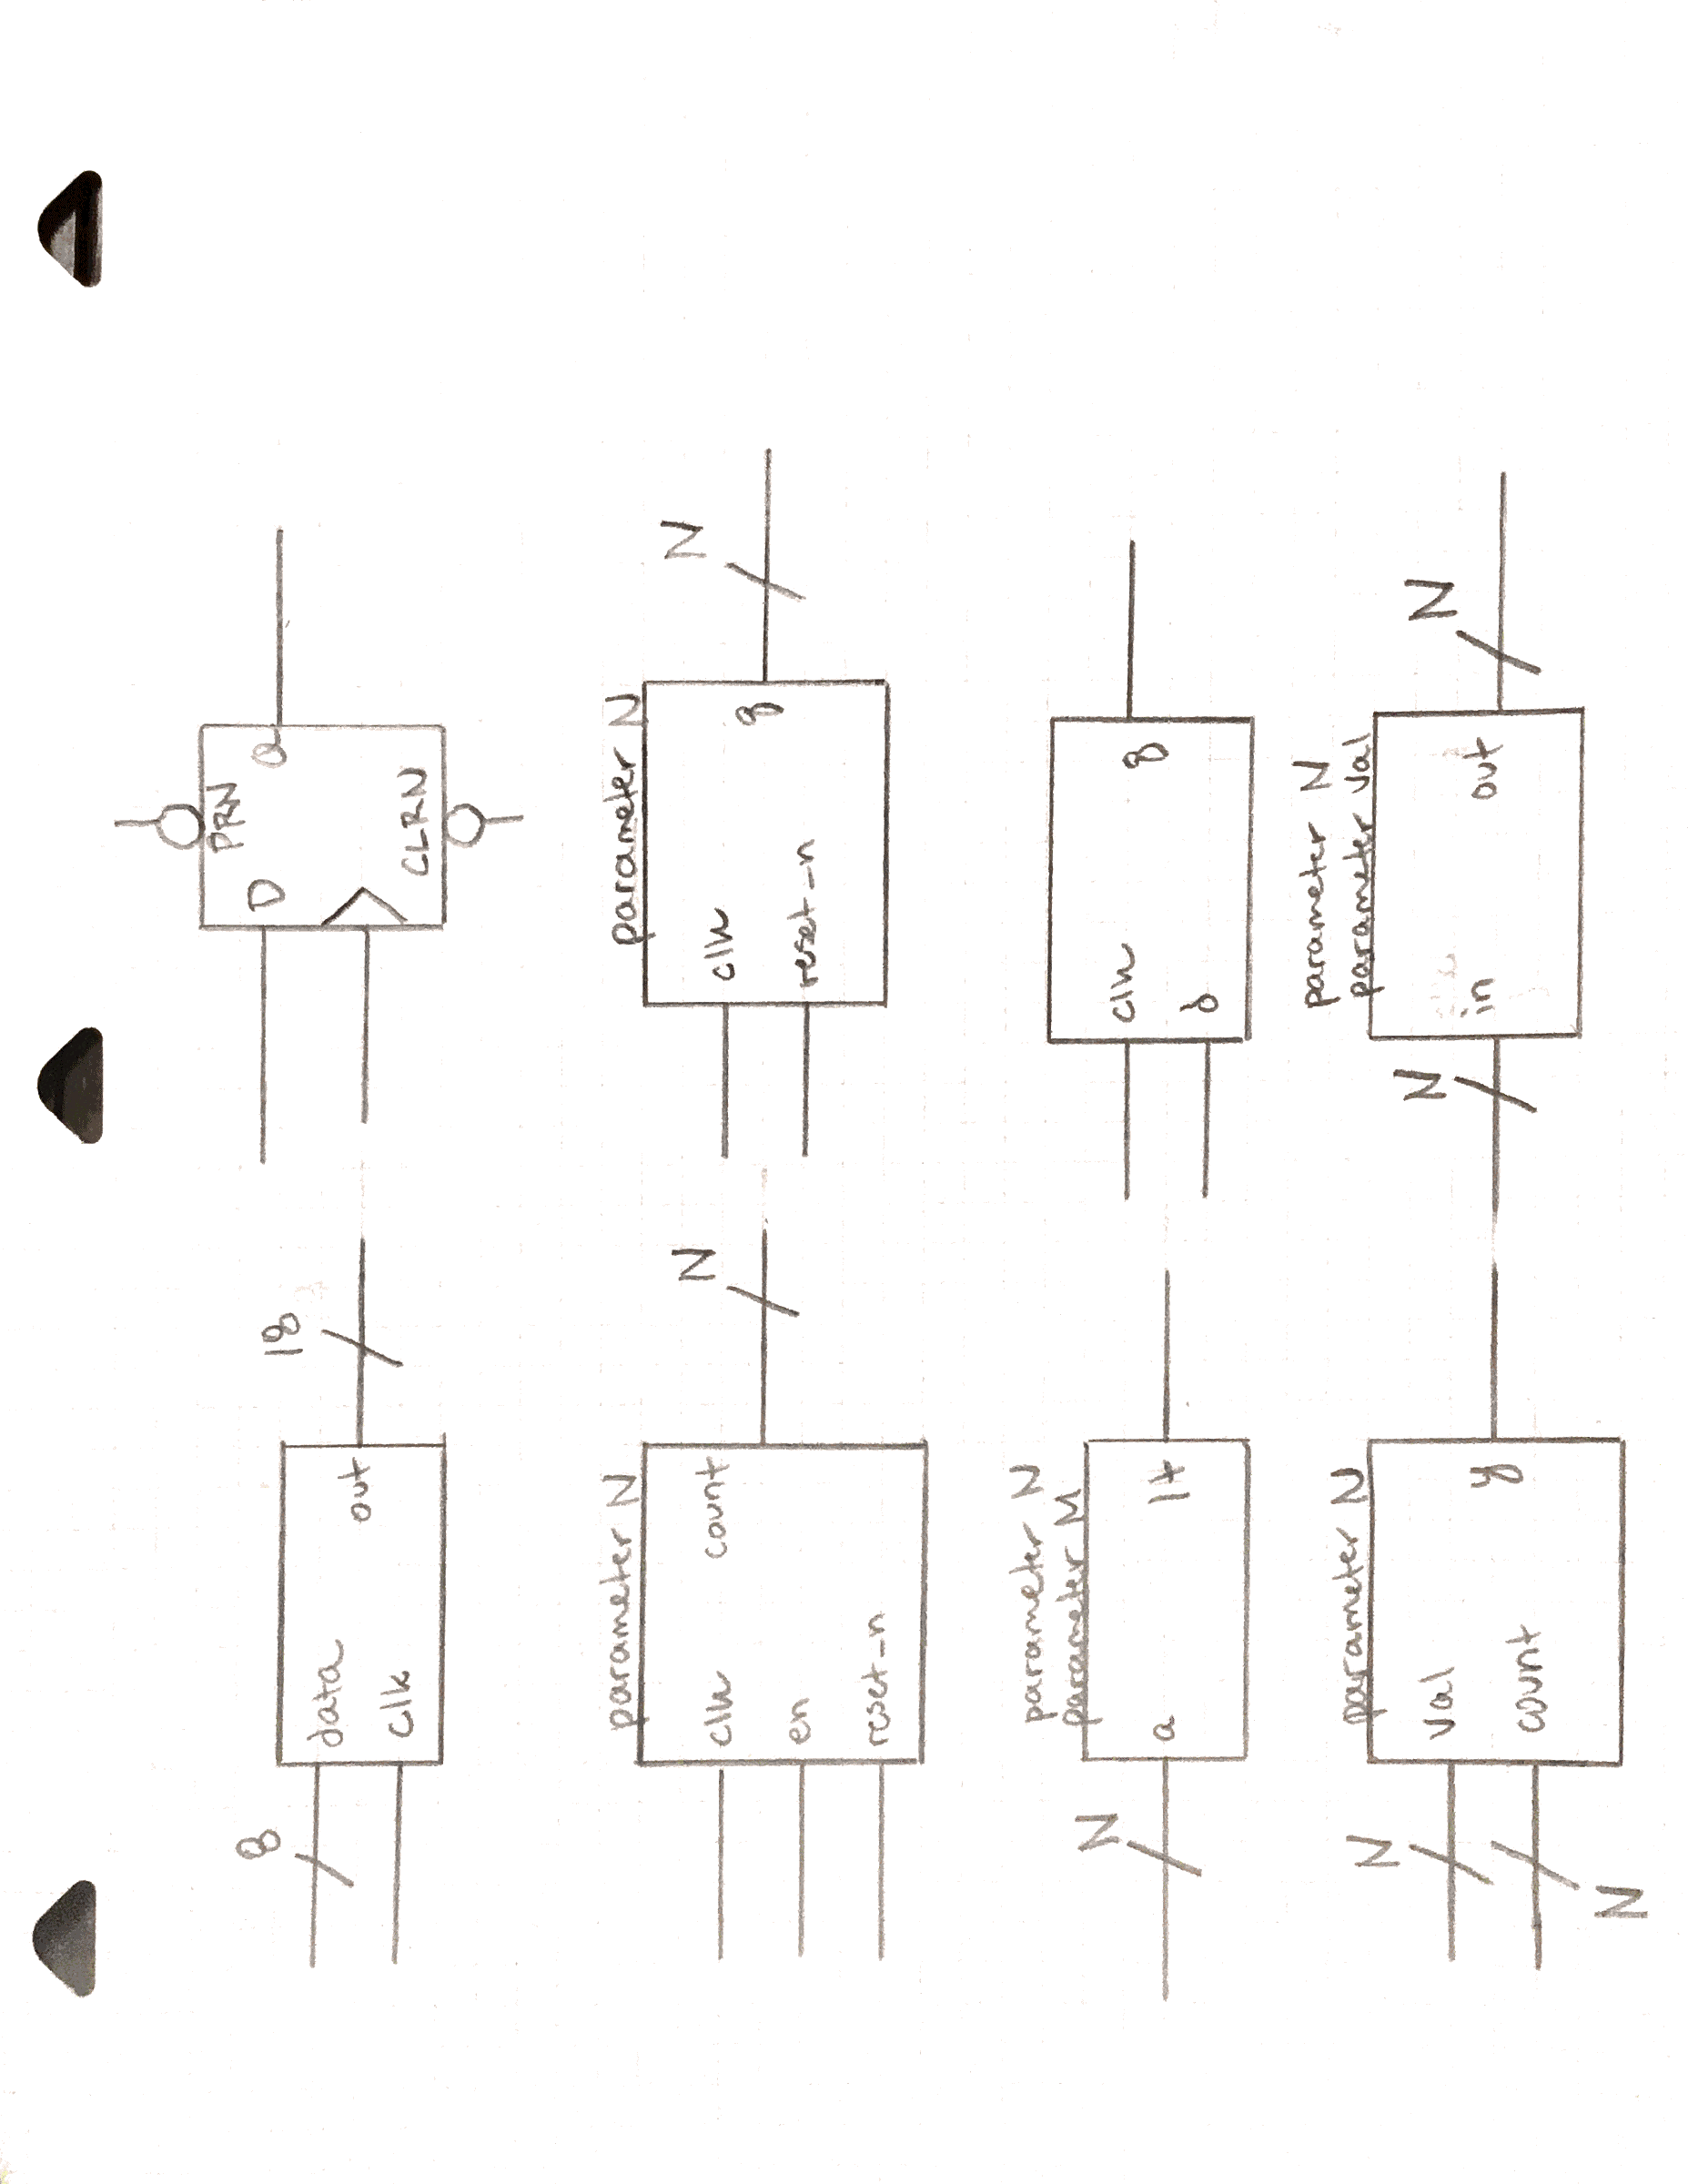 8
18
data out
clk
PRN
D Q
CLRN
parameter N
N
clk count
en
reset_n
parameter N
N
clk q
reset_n
parameter N
parameter M
N
a lt
clk q
d
parameter N
N
val y
count
N
parameter N
parameter val
N
N
in out